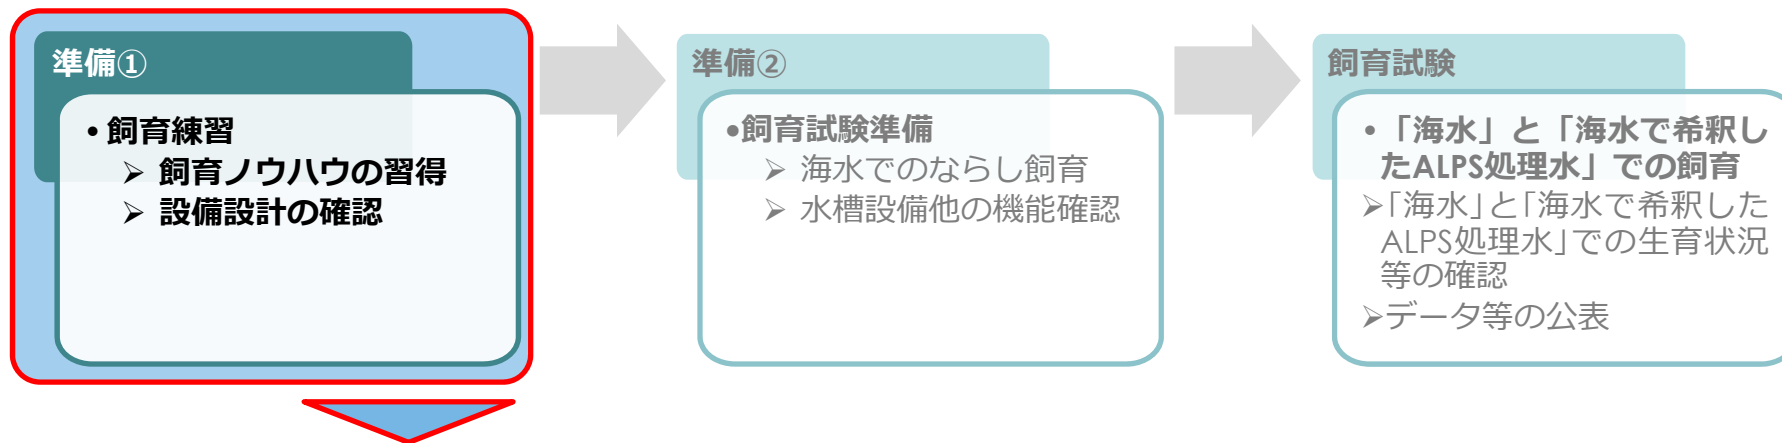 準備①
• 飼育練習
➢ 飼育ノウハウの習得
➢ 設備設計の確認
準備②
•飼育試験準備
➢ 海水でのならし飼育
➢ 水槽設備他の機能確認
飼育試験
• 「海水」と「海水で希釈し
たALPS処理水」での飼育
➢｢海水｣と｢海水で希釈した
ALPS処理水｣での生育状況
等の確認
➢データ等の公表